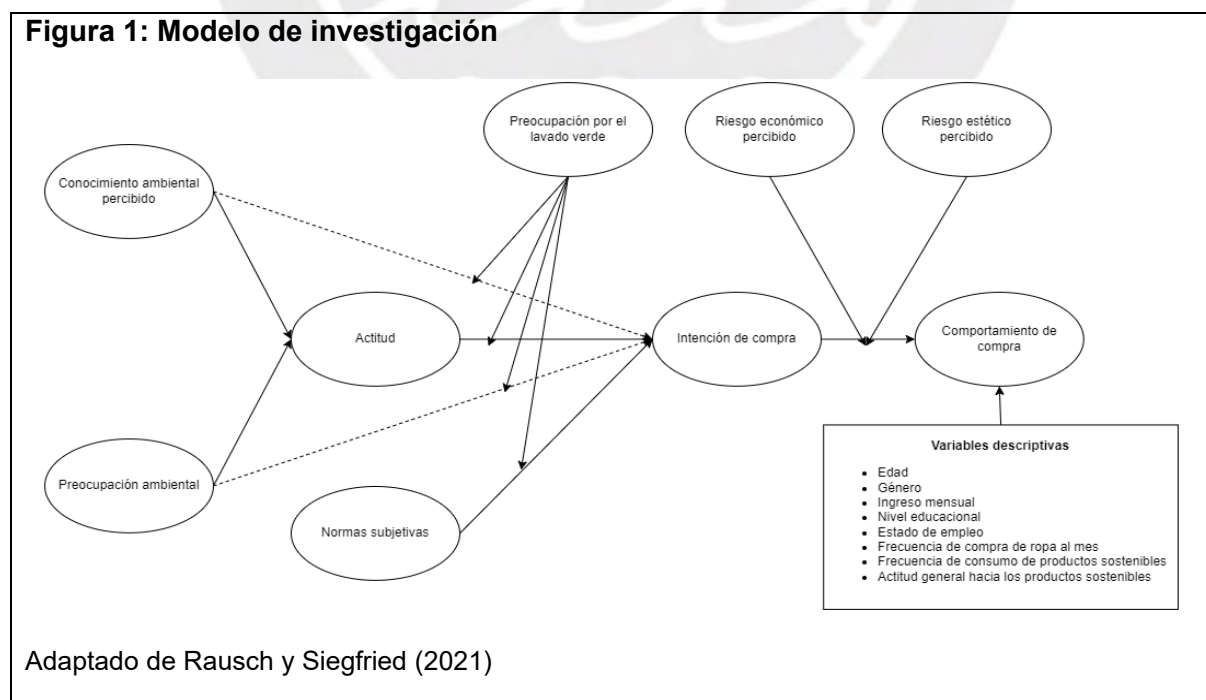 Figura 1: Modelo de investigación
Preocupación por el
lavado verde
Riesgo económico
percibido
Riesgo estético
percibido
Conocimiento ambiental
percibido
Actitud
Intención de compra
Comportamiento de
compra
Preocupación ambiental
Normas subjetivas
Variables descriptivas
• Edad
• Género
• Ingreso mensual
• Nivel educacional
• Estado de empleo
• Frecuencia de compra de ropa al mes
• Frecuencia de consumo de productos sostenibles
• Actitud general hacia los productos sostenibles
Adaptado de Rausch y Siegfried (2021)